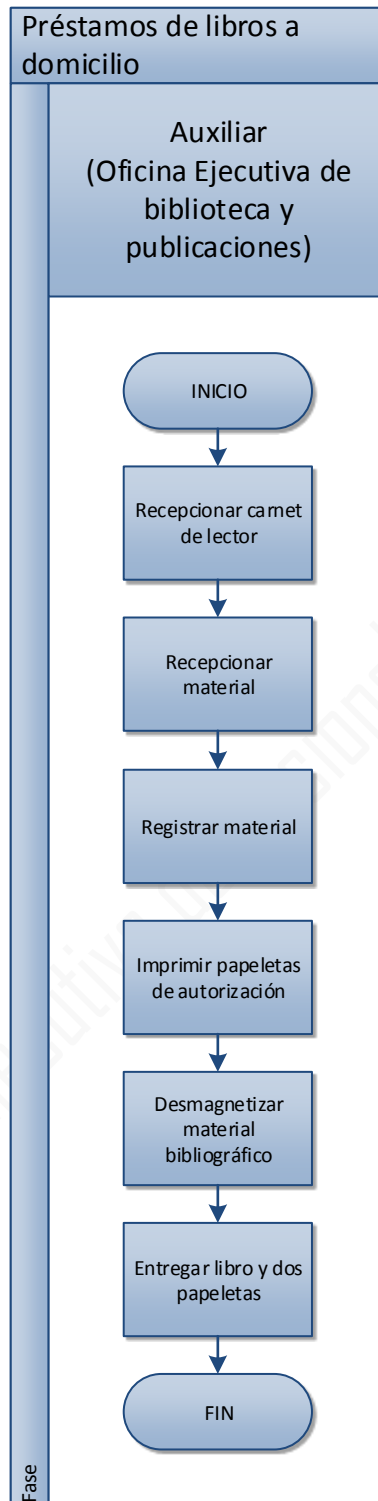 Préstamos de libros a
domicilio
Auxiliar
(Oficina Ejecutiva de
biblioteca y
publicaciones)
INICIO
Recepcionar carnet
de lector
Recepcionar
material
Registrar material
Imprimir papeletas
de autorización
Desmagnetizar
material
bibliográfico
Entregar libro y dos
papeletas
FIN
Fase